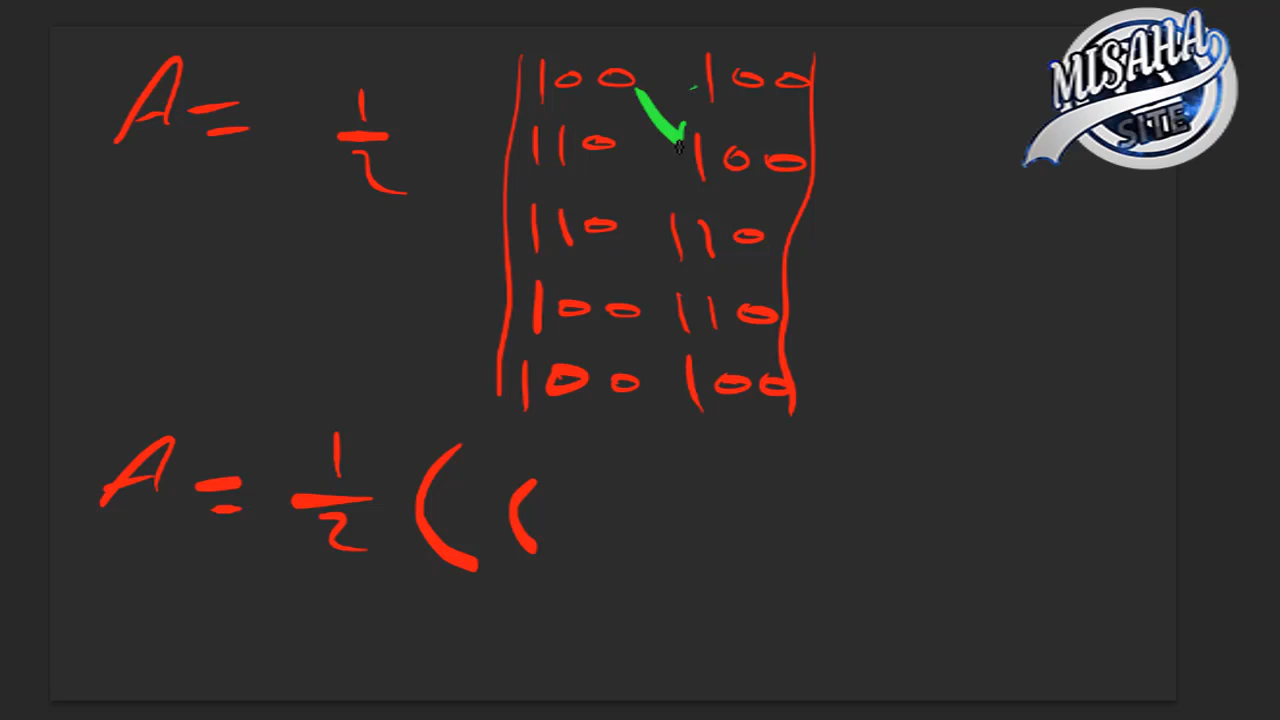 A = 1/2 | 100 100 |
| 110 100 |
| 110 110 |
| 100 110 |
| 100 100 |
A = 1/2 ( (
MISAHA
SITE